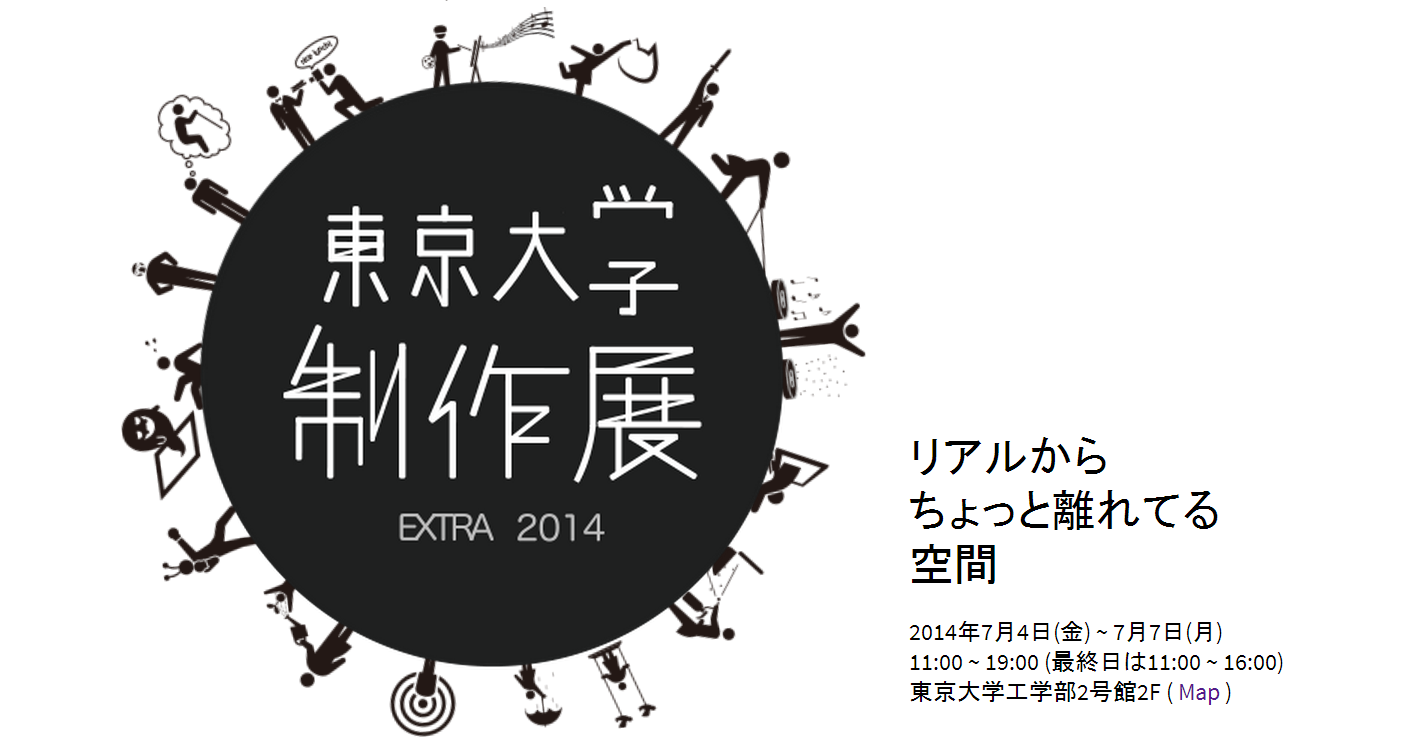 東京大学
制作展
EXTRA 2014
リアルから
ちょっと離れてる
空間
2014年7月4日(金) ~ 7月7日(月)
11:00 ~ 19:00 (最終日は11:00 ~ 16:00)
東京大学工学部2号館2F ( Map )